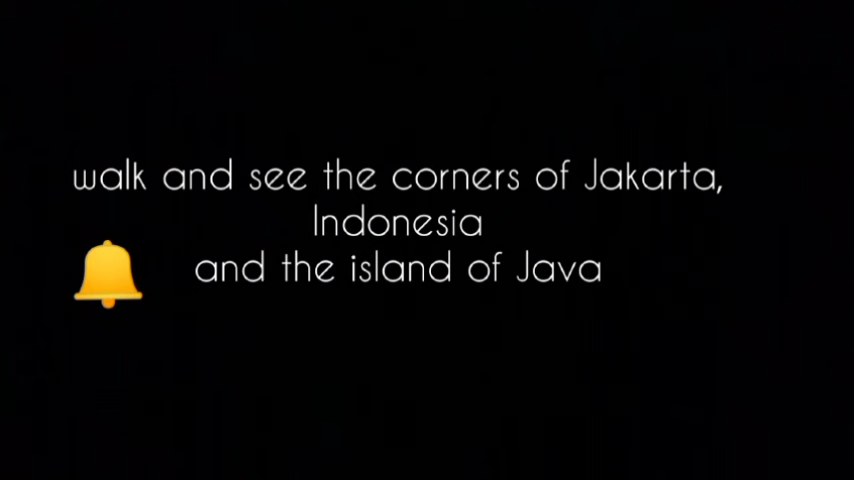 walk and see the corners of Jakarta,
Indonesia
and the island of Java